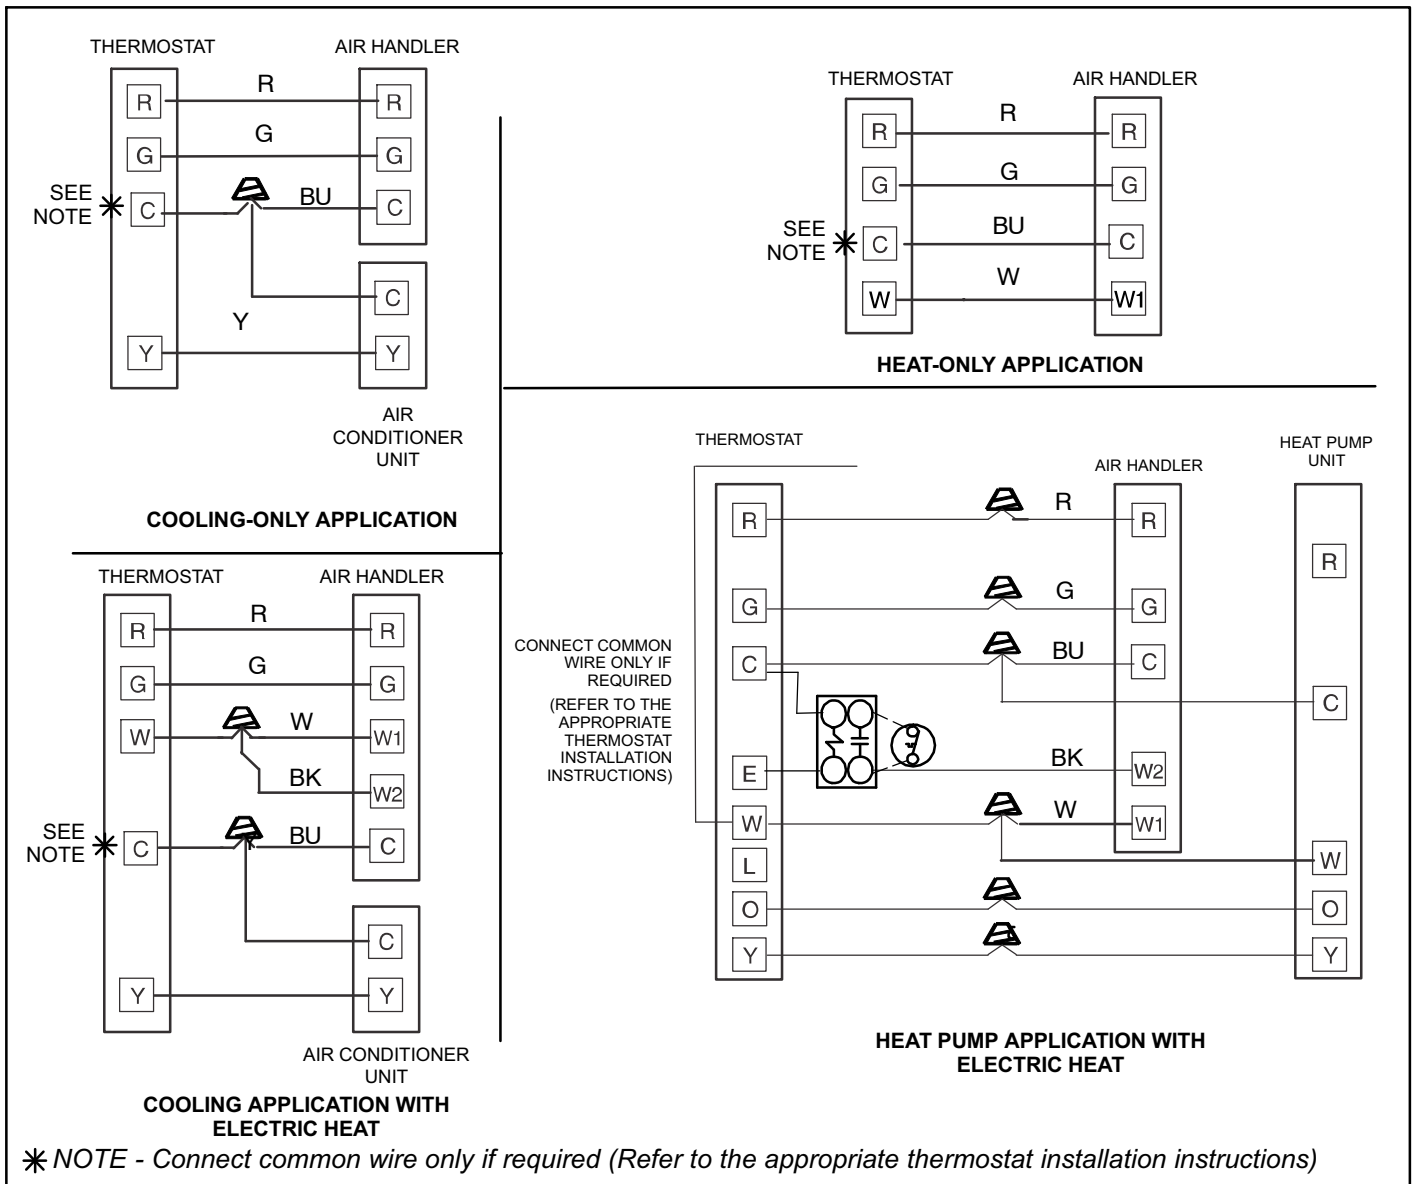 THERMOSTAT
AIR HANDLER
R
R
R
G
G
G
SEE
NOTE
C
BU
C
C
Y
Y
Y
AIR
CONDITIONER
UNIT
COOLING-ONLY APPLICATION
THERMOSTAT
AIR HANDLER
R
R
R
G
G
G
SEE
NOTE
C
BU
C
W
W
W1
HEAT-ONLY APPLICATION
THERMOSTAT
AIR HANDLER
R
R
R
G
G
G
W
W
W1
BK
W2
SEE
NOTE
C
BU
C
C
Y
Y
AIR CONDITIONER
UNIT
COOLING APPLICATION WITH
ELECTRIC HEAT
THERMOSTAT
AIR HANDLER
HEAT PUMP
UNIT
R
R
R
R
G
G
G
CONNECT COMMON
WIRE ONLY IF
REQUIRED
(REFER TO THE
APPROPRIATE
THERMOSTAT
INSTALLATION
INSTRUCTIONS)
C
BU
C
C
E
BK
W2
W
W
W1
W
L
O
O
Y
Y
HEAT PUMP APPLICATION WITH
ELECTRIC HEAT
NOTE - Connect common wire only if required (Refer to the appropriate thermostat installation instructions)